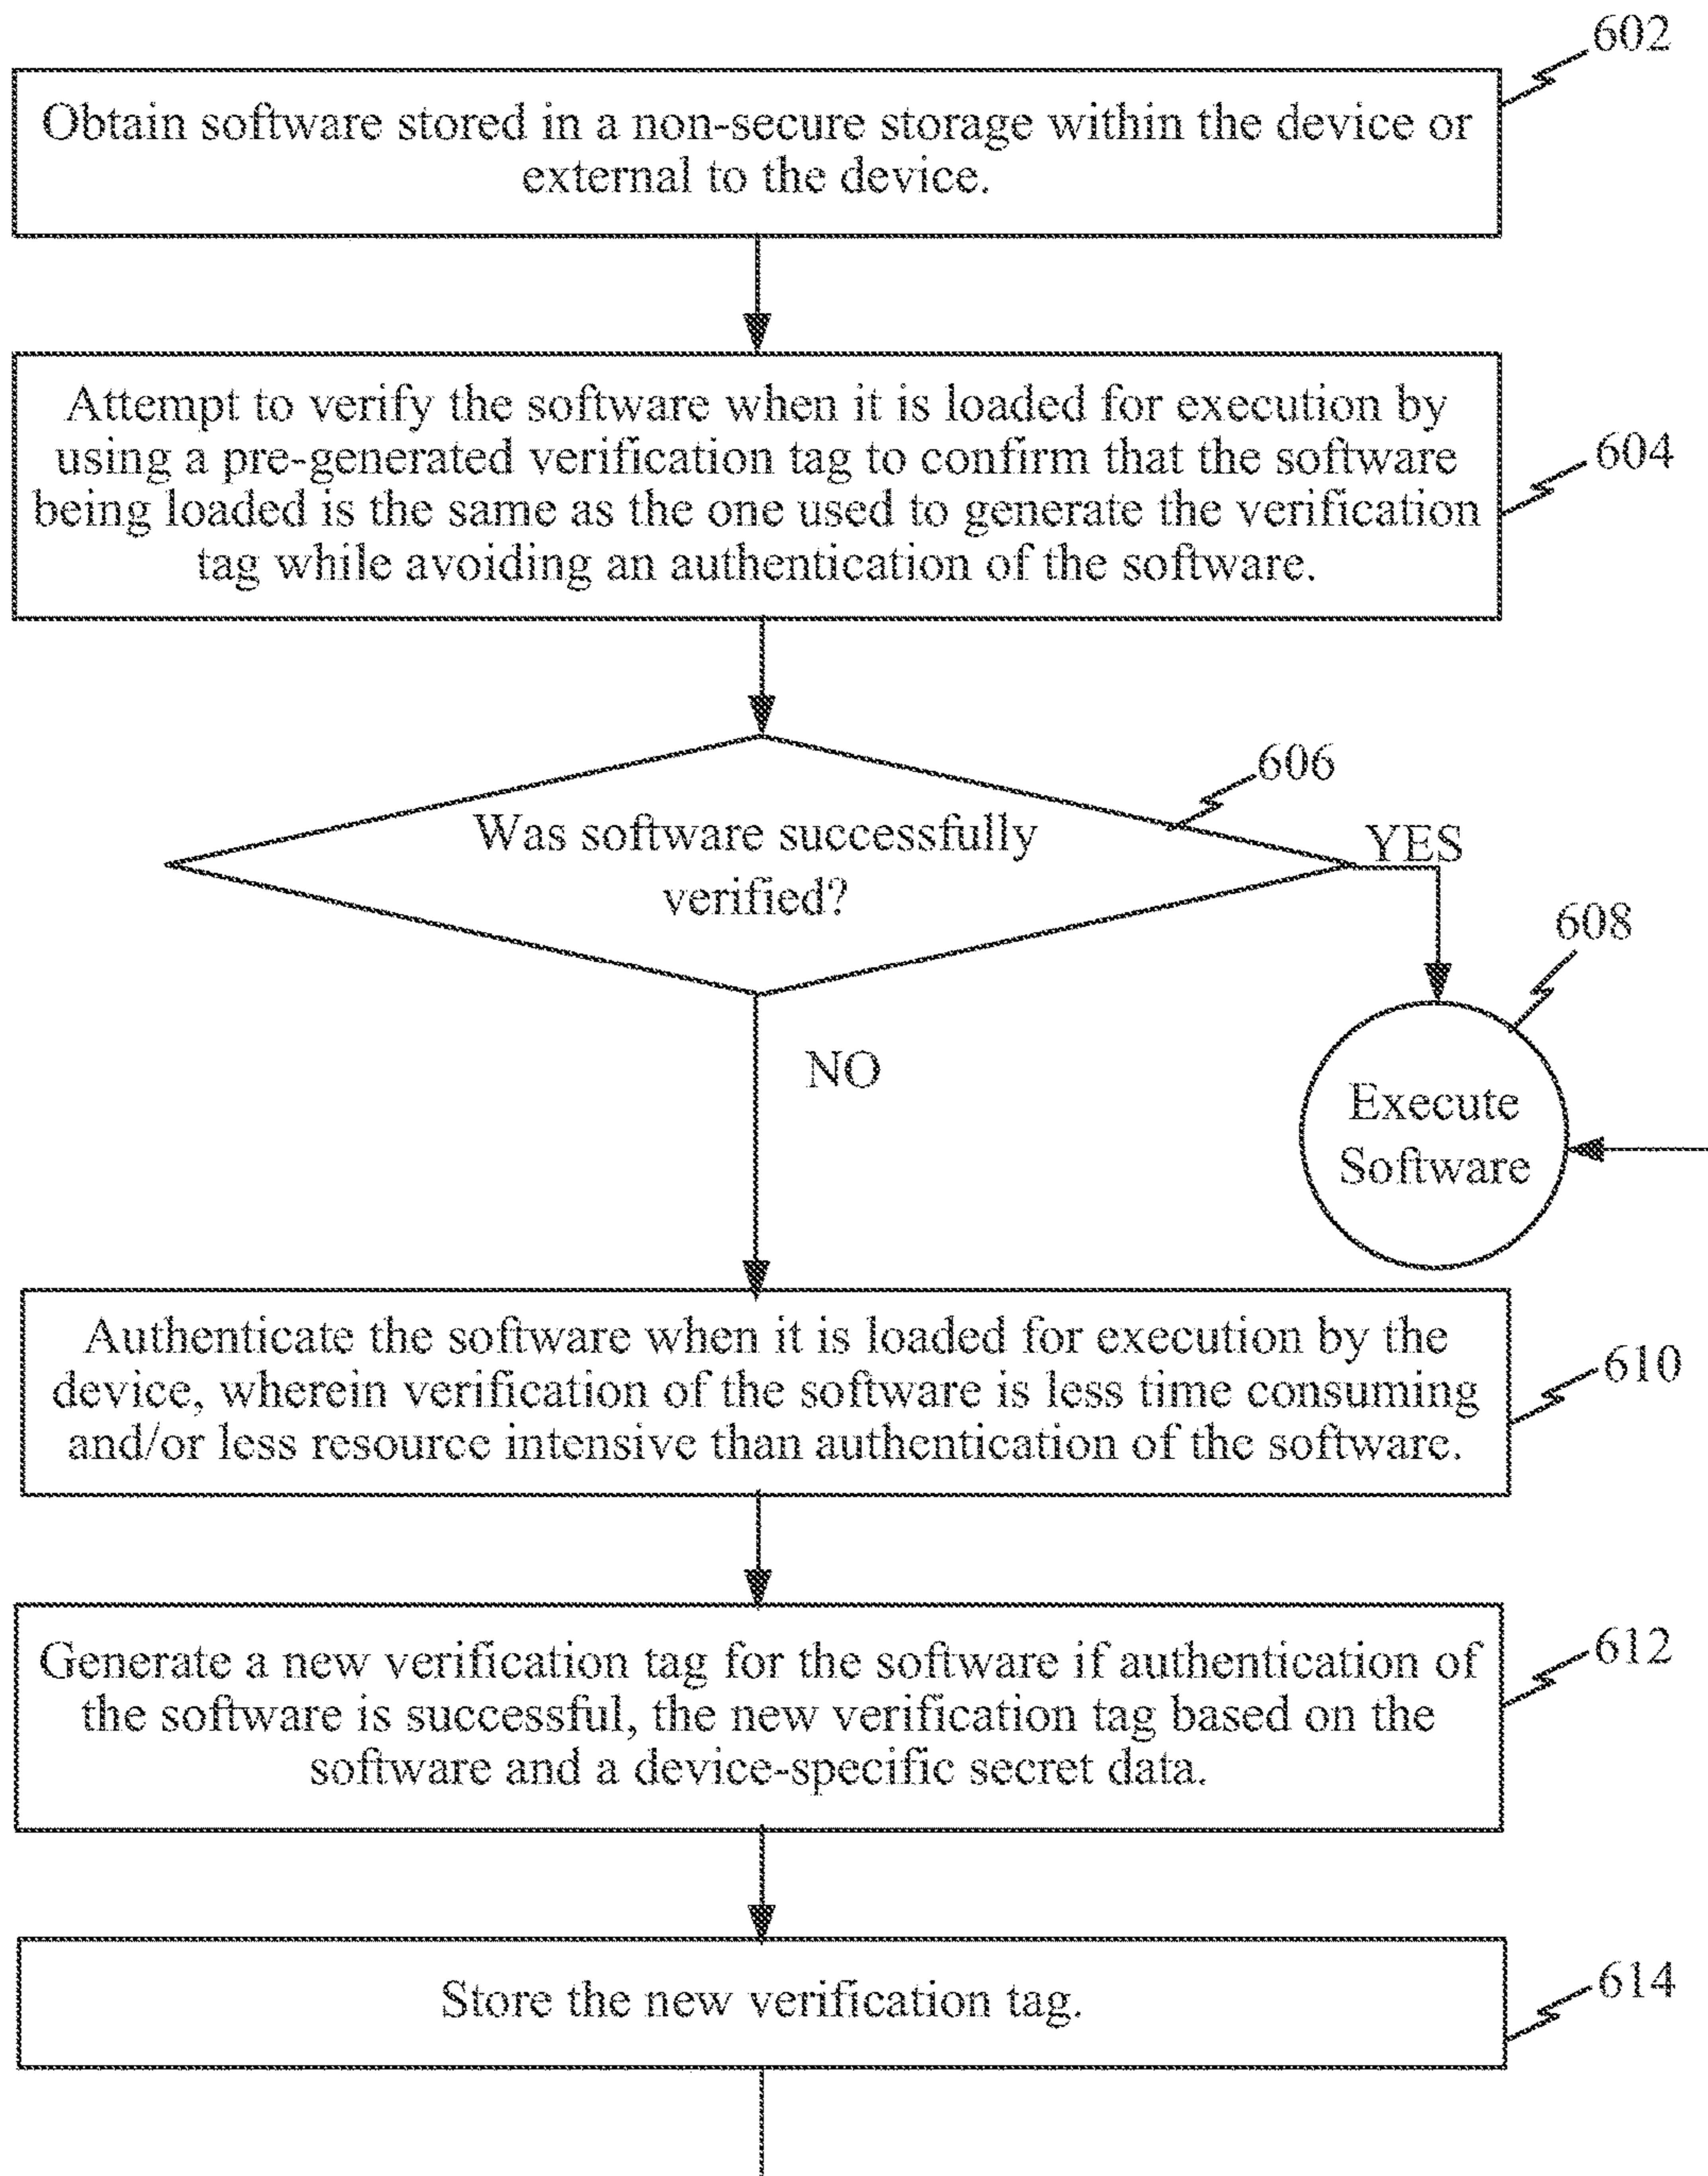 602
Obtain software stored in a non-secure storage within the device or
external to the device.
Attempt to verify the software when it is loaded for execution by
using a pre-generated verification tag to confirm that the software
being loaded is the same as the one used to generate the verification
tag while avoiding an authentication of the software.
604
606
Was software successfully
verified?
YES
608
NO
Execute
Software
Authenticate the software when it is loaded for execution by the
device, wherein verification of the software is less time consuming
and/or less resource intensive than authentication of the software.
610
Generate a new verification tag for the software if authentication of
the software is successful, the new verification tag based on the
software and a device-specific secret data.
612
Store the new verification tag.
614